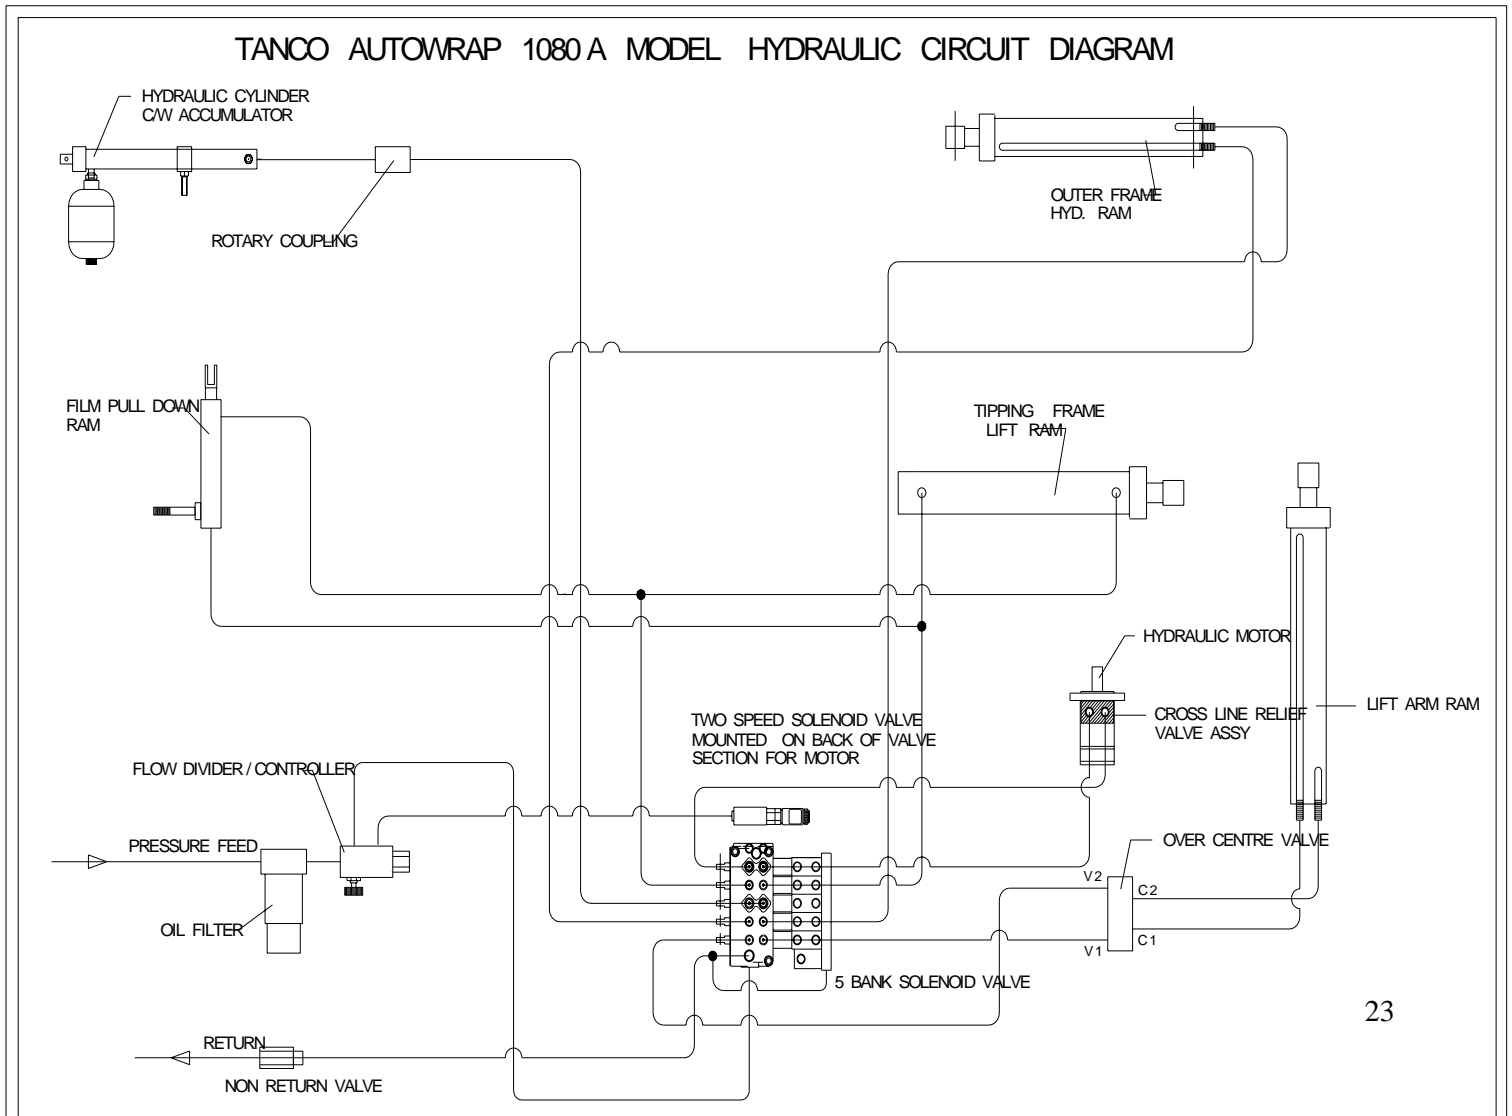 TANCO AUTOWRAP 1080 A MODEL HYDRAULIC CIRCUIT DIAGRAM
HYDRAULIC CYLINDER
C/W ACCUMULATOR
ROTARY COUPLING
OUTER FRAME
HYD. RAM
FILM PULL DOWN
RAM
TIPPING FRAME
LIFT RAM
HYDRAULIC MOTOR
LIFT ARM RAM
CROSS LINE RELIEF
VALVE ASSY
TWO SPEED SOLENOID VALVE
MOUNTED ON BACK OF VALVE
SECTION FOR MOTOR
FLOW DIVIDER / CONTROLLER
PRESSURE FEED
OVER CENTRE VALVE
V2
C2
OIL FILTER
C1
V1
5 BANK SOLENOID VALVE
23
RETURN
NON RETURN VALVE